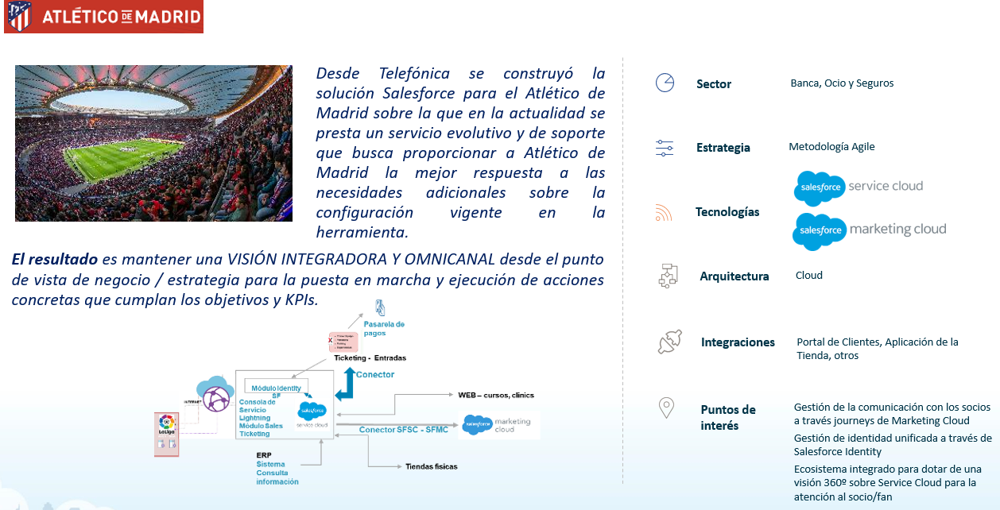 ATLÉTICO DE MADRID
Desde Telefónica se construyó la
solución Salesforce para el Atlético de
Madrid sobre la que en la actualidad se
presta un servicio evolutivo y de soporte
que busca proporcionar a Atlético de
Madrid la mejor respuesta a las
necesidades adicionales sobre la
configuración vigente en la
herramienta.
El resultado es mantener una VISIÓN INTEGRADORA Y OMNICANAL desde el punto
de vista de negocio / estrategia para la puesta en marcha y ejecución de acciones
concretas que cumplan los objetivos y KPIs.
Pasarela de
pagos
X
Ticketing - Entradas
Conector
Módulo Identity
SF
Consola de
Servicio
Lightning
Módulo Sales
Ticketing
salesforce
service cloud
INTERNET
LaLiga
WEB – cursos, clinics
Conector SFSC - SFMC
salesforce
marketing
cloud
ERP
Sistema
Consulta
información
Tiendas físicas
Sector
Banca, Ocio y Seguros
Estrategia
Metodología Agile
Tecnologías
salesforce service cloud
salesforce marketing cloud
Arquitectura
Cloud
Integraciones
Portal de Clientes, Aplicación de la
Tienda, otros
Puntos de
interés
Gestión de la comunicación con los socios
a través journeys de Marketing Cloud
Gestión de identidad unificada a través de
Salesforce Identity
Ecosistema integrado para dotar de una
visión 360º sobre Service Cloud para la
atención al socio/fan